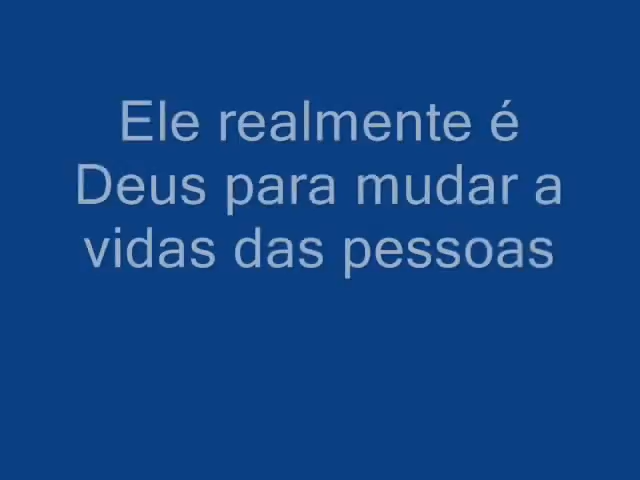 Ele realmente é
Deus para mudar a
vidas das pessoas